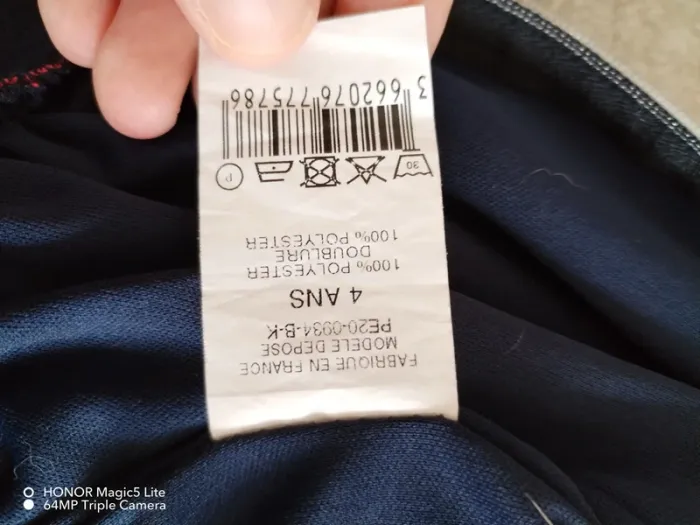 FABRIQUE EN FRANCE
MODELE DEPOSE
PE20-0934-B-K
4 ANS
100% POLYESTER
DOUBLURE
100% POLYESTER
30
P
3 662076 775786
HONOR Magic5 Lite
64MP Triple Camera